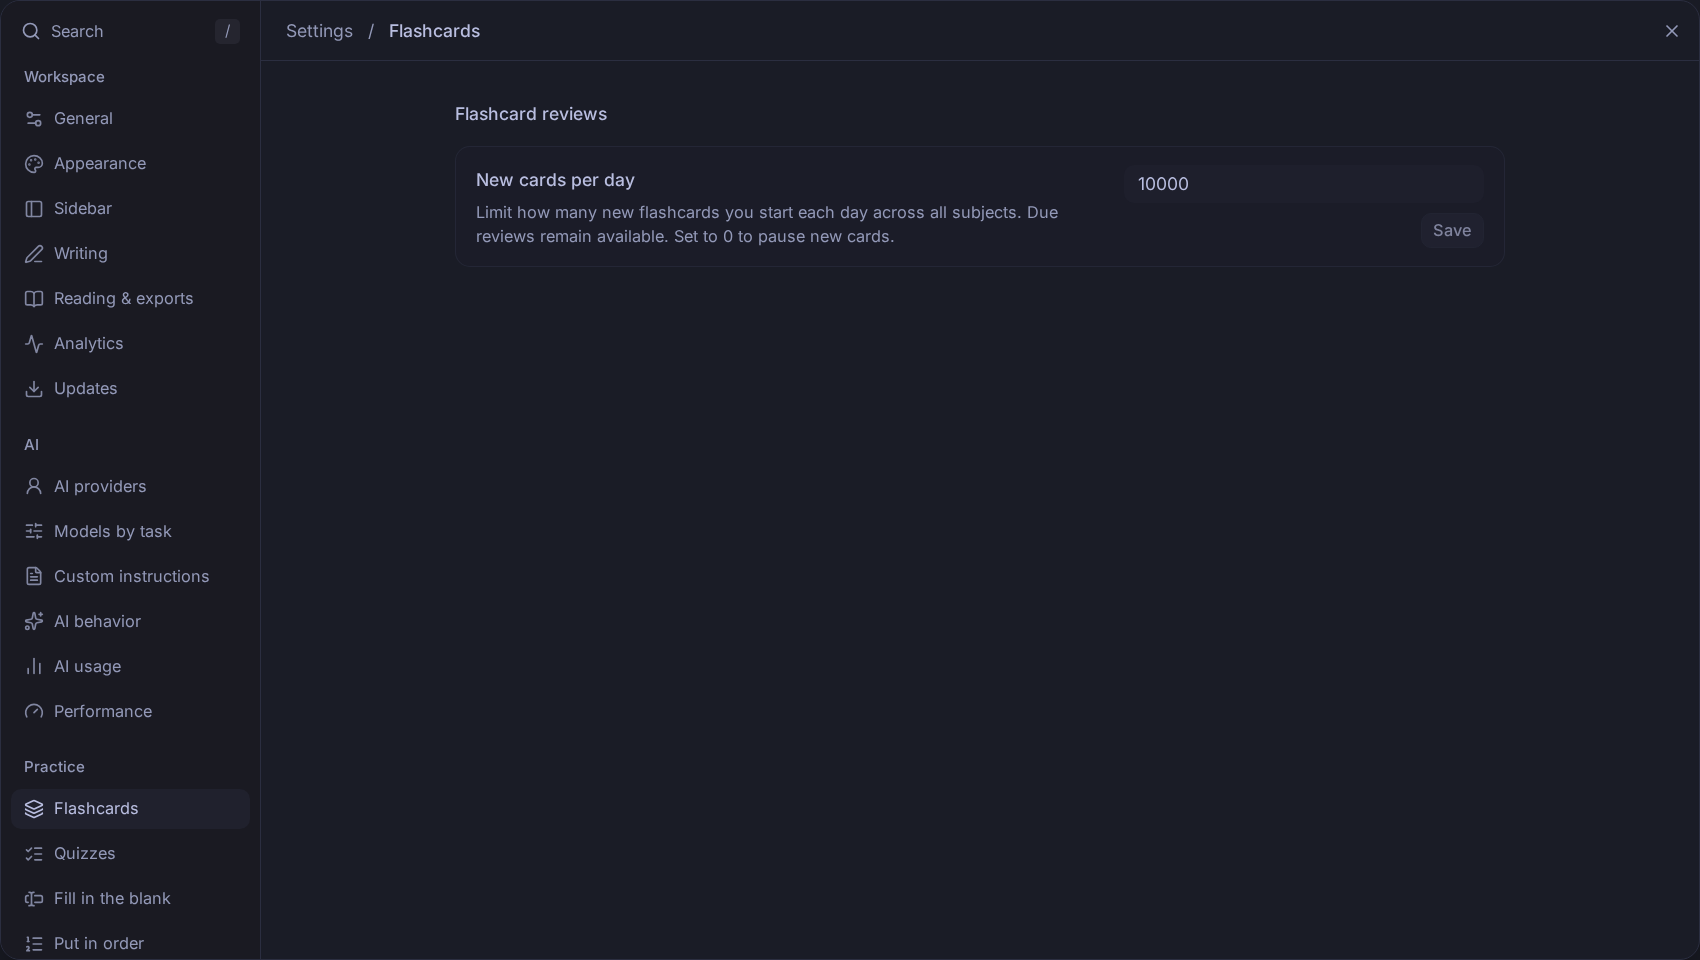 Search /
Settings / Flashcards
Workspace
General
Appearance
Sidebar
Writing
Reading & exports
Analytics
Updates
AI
AI providers
Models by task
Custom instructions
AI behavior
AI usage
Performance
Practice
Flashcards
Quizzes
Fill in the blank
Put in order
Flashcard reviews
New cards per day
Limit how many new flashcards you start each day across all subjects. Due
reviews remain available. Set to 0 to pause new cards.
10000
Save